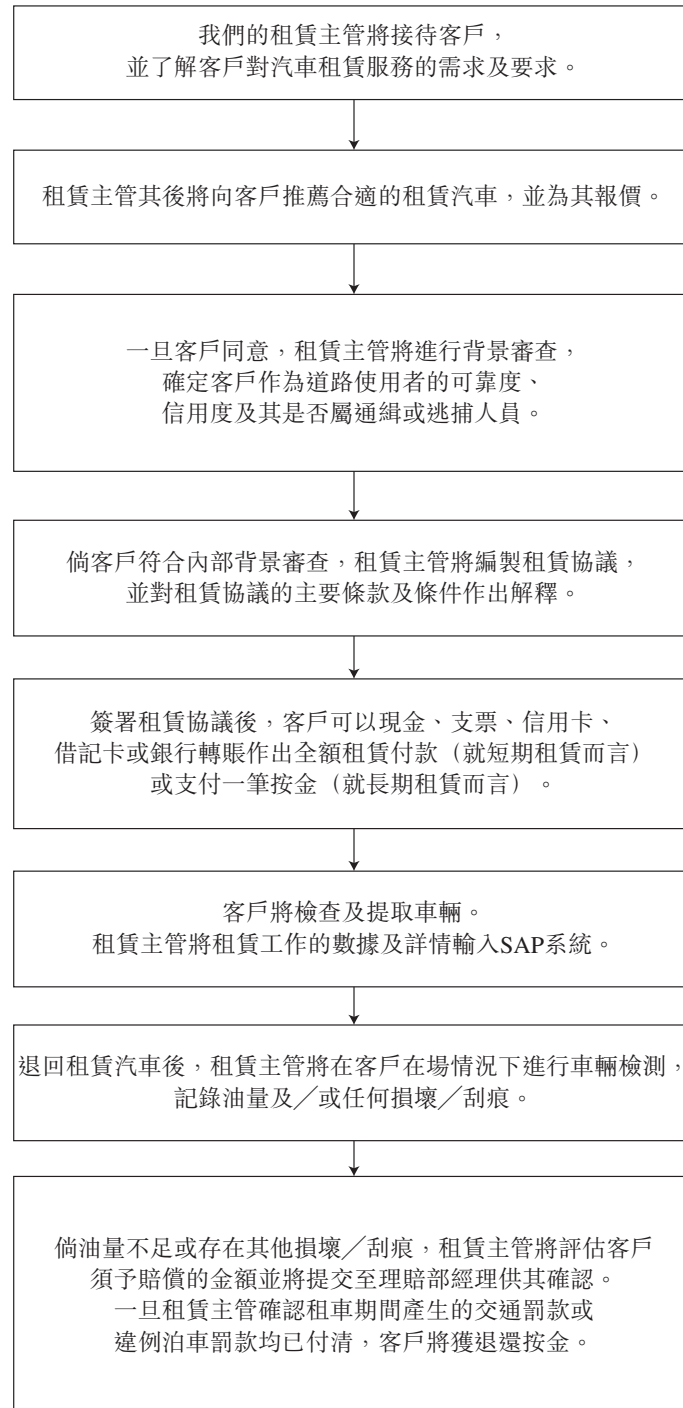 我們的租賃主管將接待客戶，
並了解客戶對汽車租賃服務的需求及要求。
租賃主管其後將向客戶推薦合適的租賃汽車，並為其報價。
一旦客戶同意，租賃主管將進行背景審查，
確定客戶作為道路使用者的可靠度、
信用度及其是否屬通緝或逃捕人員。
倘客戶符合內部背景審查，租賃主管將編製租賃協議，
並對租賃協議的主要條款及條件作出解釋。
簽署租賃協議後，客戶可以現金、支票、信用卡、
借記卡或銀行轉賬作出全額租賃付款（就短期租賃而言）
或支付一筆按金（就長期租賃而言）。
客戶將檢查及提取車輛。
租賃主管將租賃工作的數據及詳情輸入SAP系統。
退回租賃汽車後，租賃主管將在客戶在場情況下進行車輛檢測，
記錄油量及╱或任何損壞╱刮痕。
倘油量不足或存在其他損壞╱刮痕，租賃主管將評估客戶
須予賠償的金額並將提交至理賠部經理供其確認。
一旦租賃主管確認租車期間產生的交通罰款或
違例泊車罰款均已付清，客戶將獲退還按金。